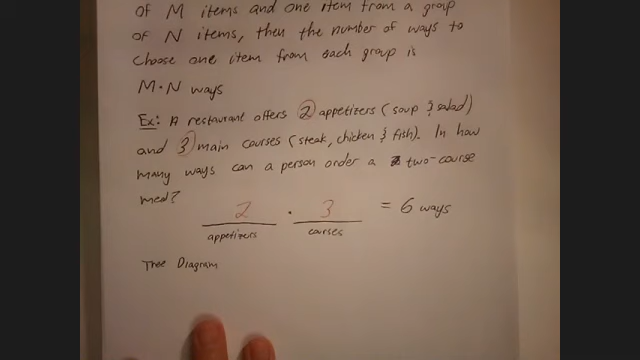 of M items and one item from a group
of N items, then the number of ways to
choose one item from each group is
M·N ways
Ex: A restaurant offers 2 appetizers (soup & salad)
and 3 main courses (steak, chicken & fish). In how
many ways can a person order a two-course
meal?
2 · 3 = 6 ways
appetizers courses
Tree Diagram